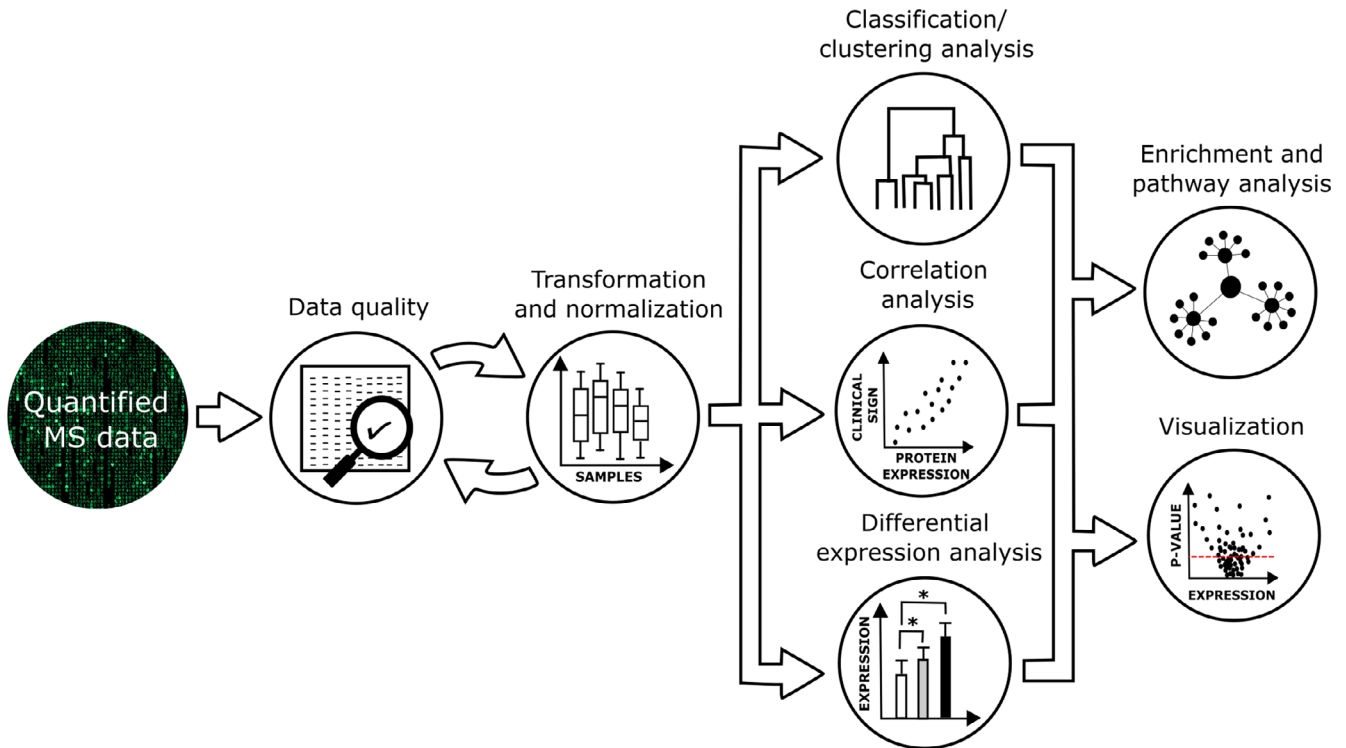 Quantified
MS data
Data quality
Transformation
and normalization
SAMPLES
Classification/
clustering analysis
Correlation
analysis
CLINICAL
SIGN
PROTEIN
EXPRESSION
Differential
expression analysis
EXPRESSION
*
*
Enrichment and
pathway analysis
Visualization
P-VALUE
EXPRESSION